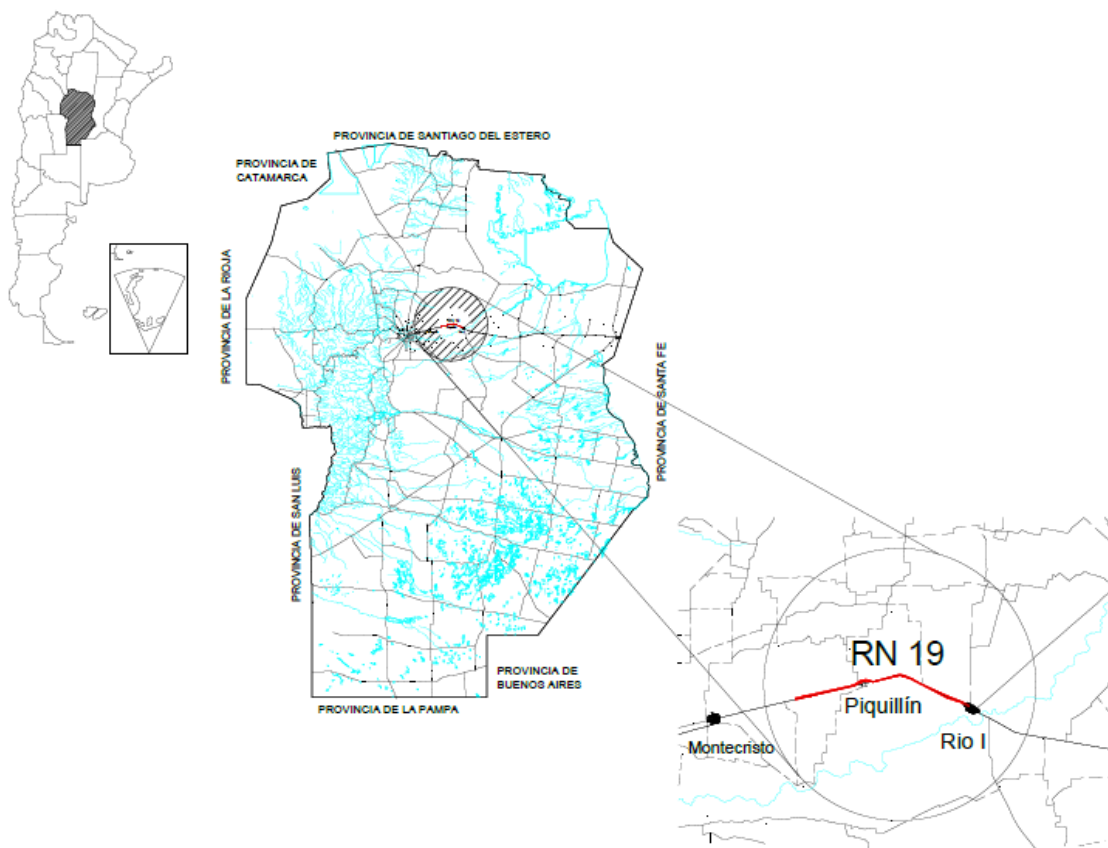 PROVINCIA DE SANTIAGO DEL ESTERO
PROVINCIA DE
CATAMARCA
PROVINCIA DE LA RIOJA
PROVINCIA DE SANTA FE
PROVINCIA DE SAN LUIS
PROVINCIA DE
BUENOS AIRES
PROVINCIA DE LA PAMPA
RN 19
Piquillín
Montecristo
Rio I